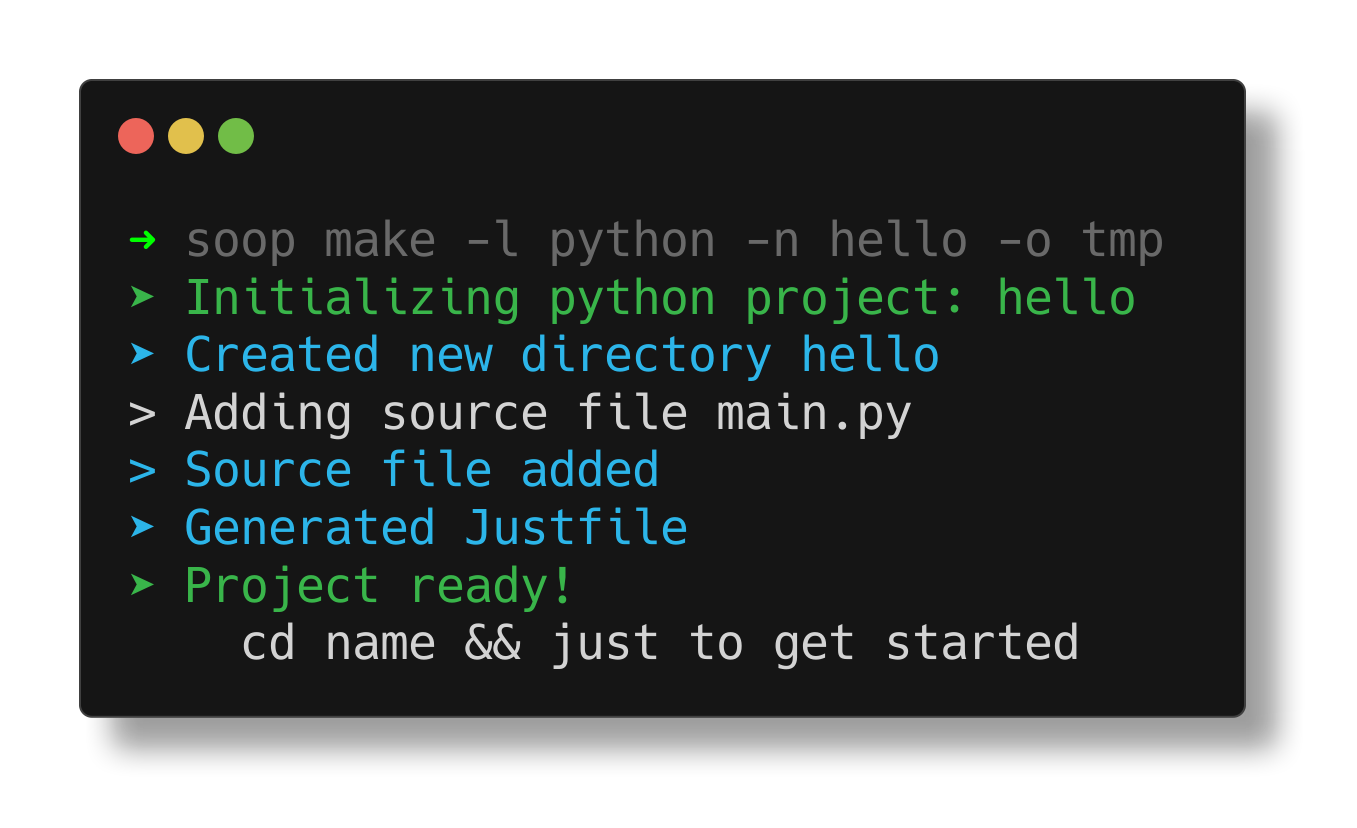 ➜ soop make -l python -n hello -o tmp
➤ Initializing python project: hello
➤ Created new directory hello
> Adding source file main.py
> Source file added
➤ Generated Justfile
➤ Project ready!
    cd name && just to get started